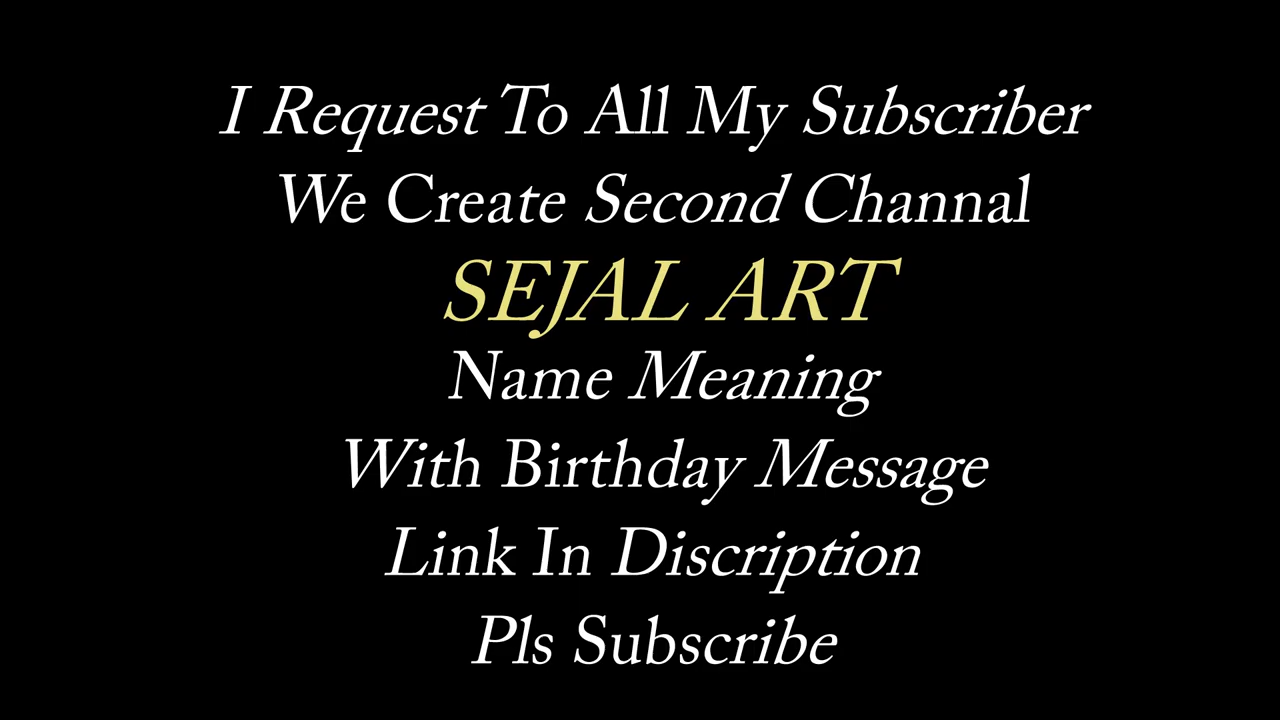 I Request To All My Subscriber
We Create Second Channal
SEJAL ART
Name Meaning
With Birthday Message
Link In Discription
Pls Subscribe